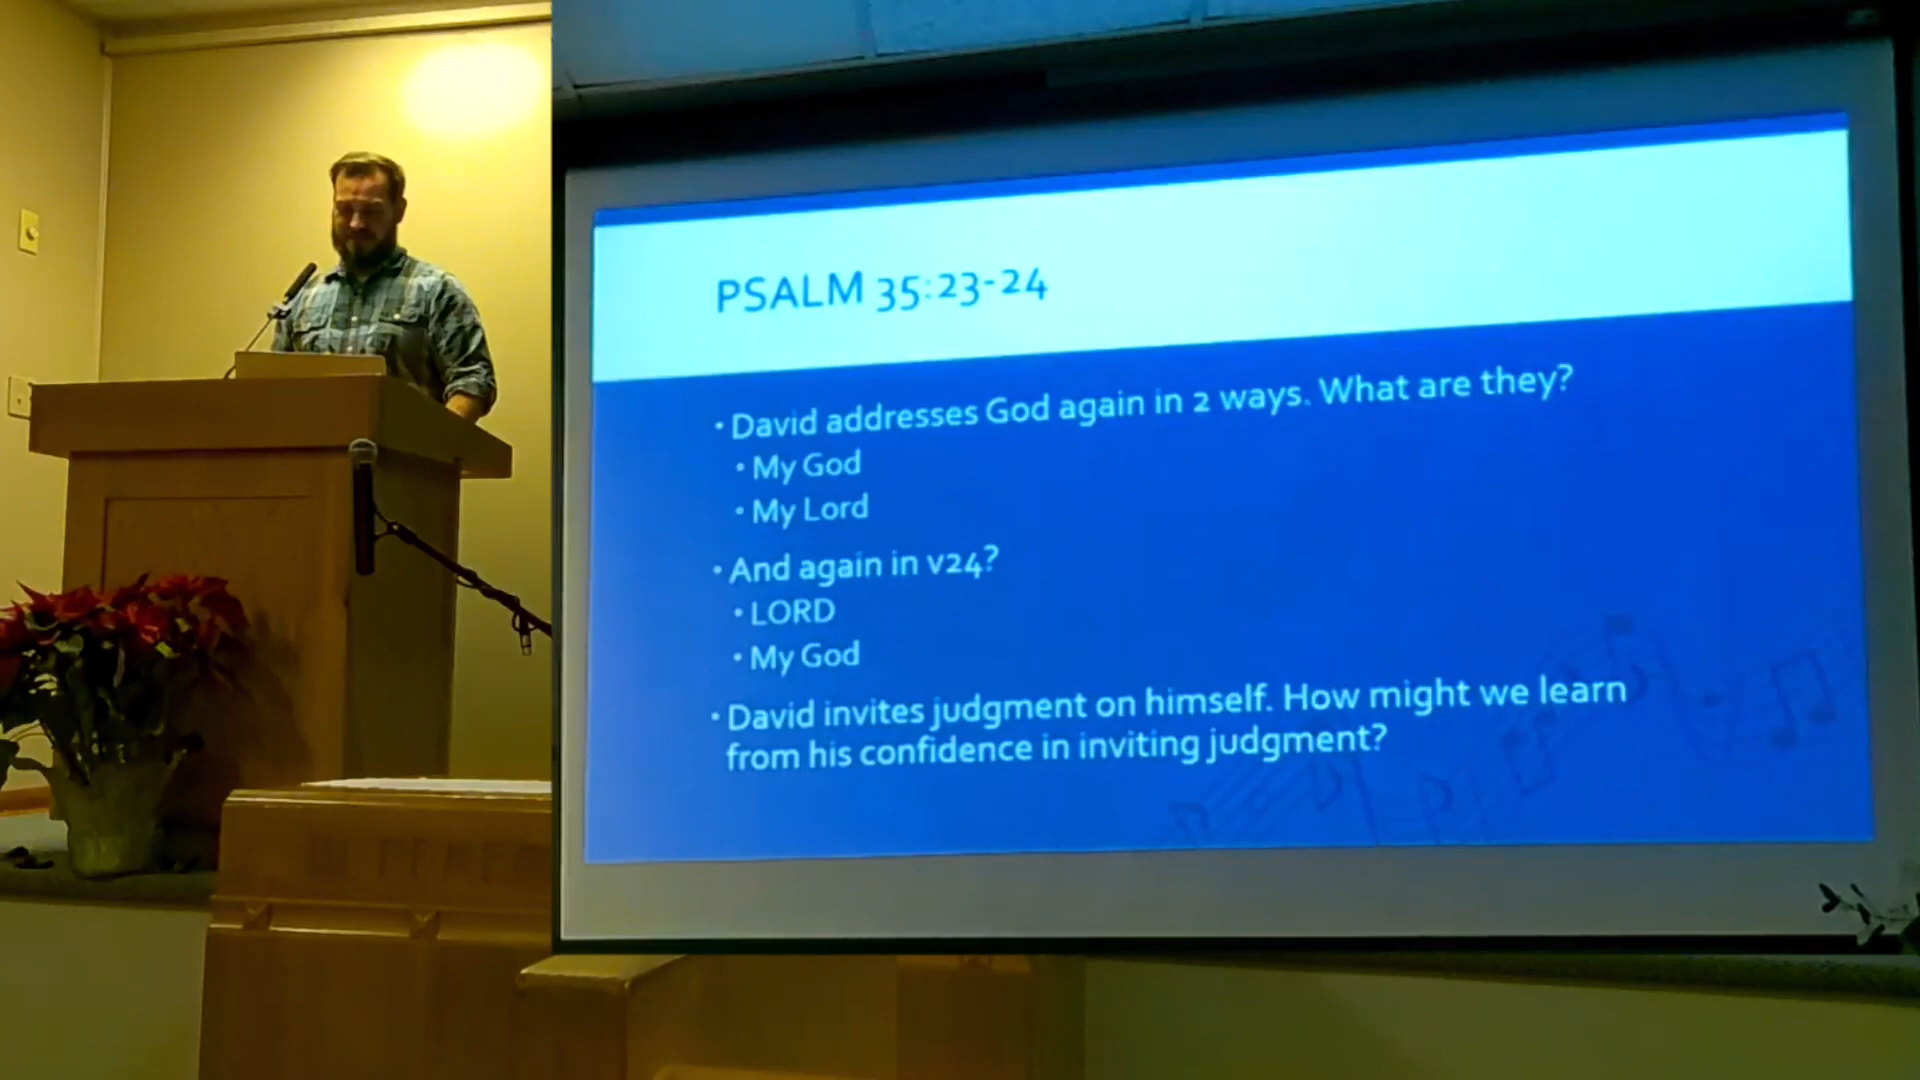 PSALM 35:23-24
• David addresses God again in 2 ways. What are they?
• My God
• My Lord
• And again in v24?
• LORD
• My God
• David invites judgment on himself. How might we learn
from his confidence in inviting judgment?